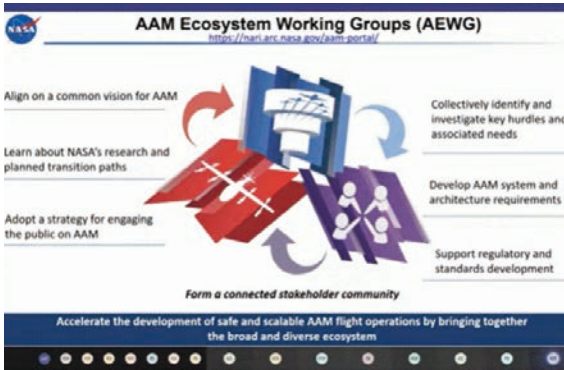 NASA
AAM Ecosystem Working Groups (AEWG)
https://nari.arc.nasa.gov/aam-portal/
Align on a common vision for AAM
Learn about NASA's research and
planned transition paths
Adopt a strategy for engaging
the public on AAM
Collectively identify and
investigate key hurdles and
associated needs
Develop AAM system and
architecture requirements
Support regulatory and
standards development
Form a connected stakeholder community
Accelerate the development of safe and scalable AAM flight operations by bringing together
the broad and diverse ecosystem